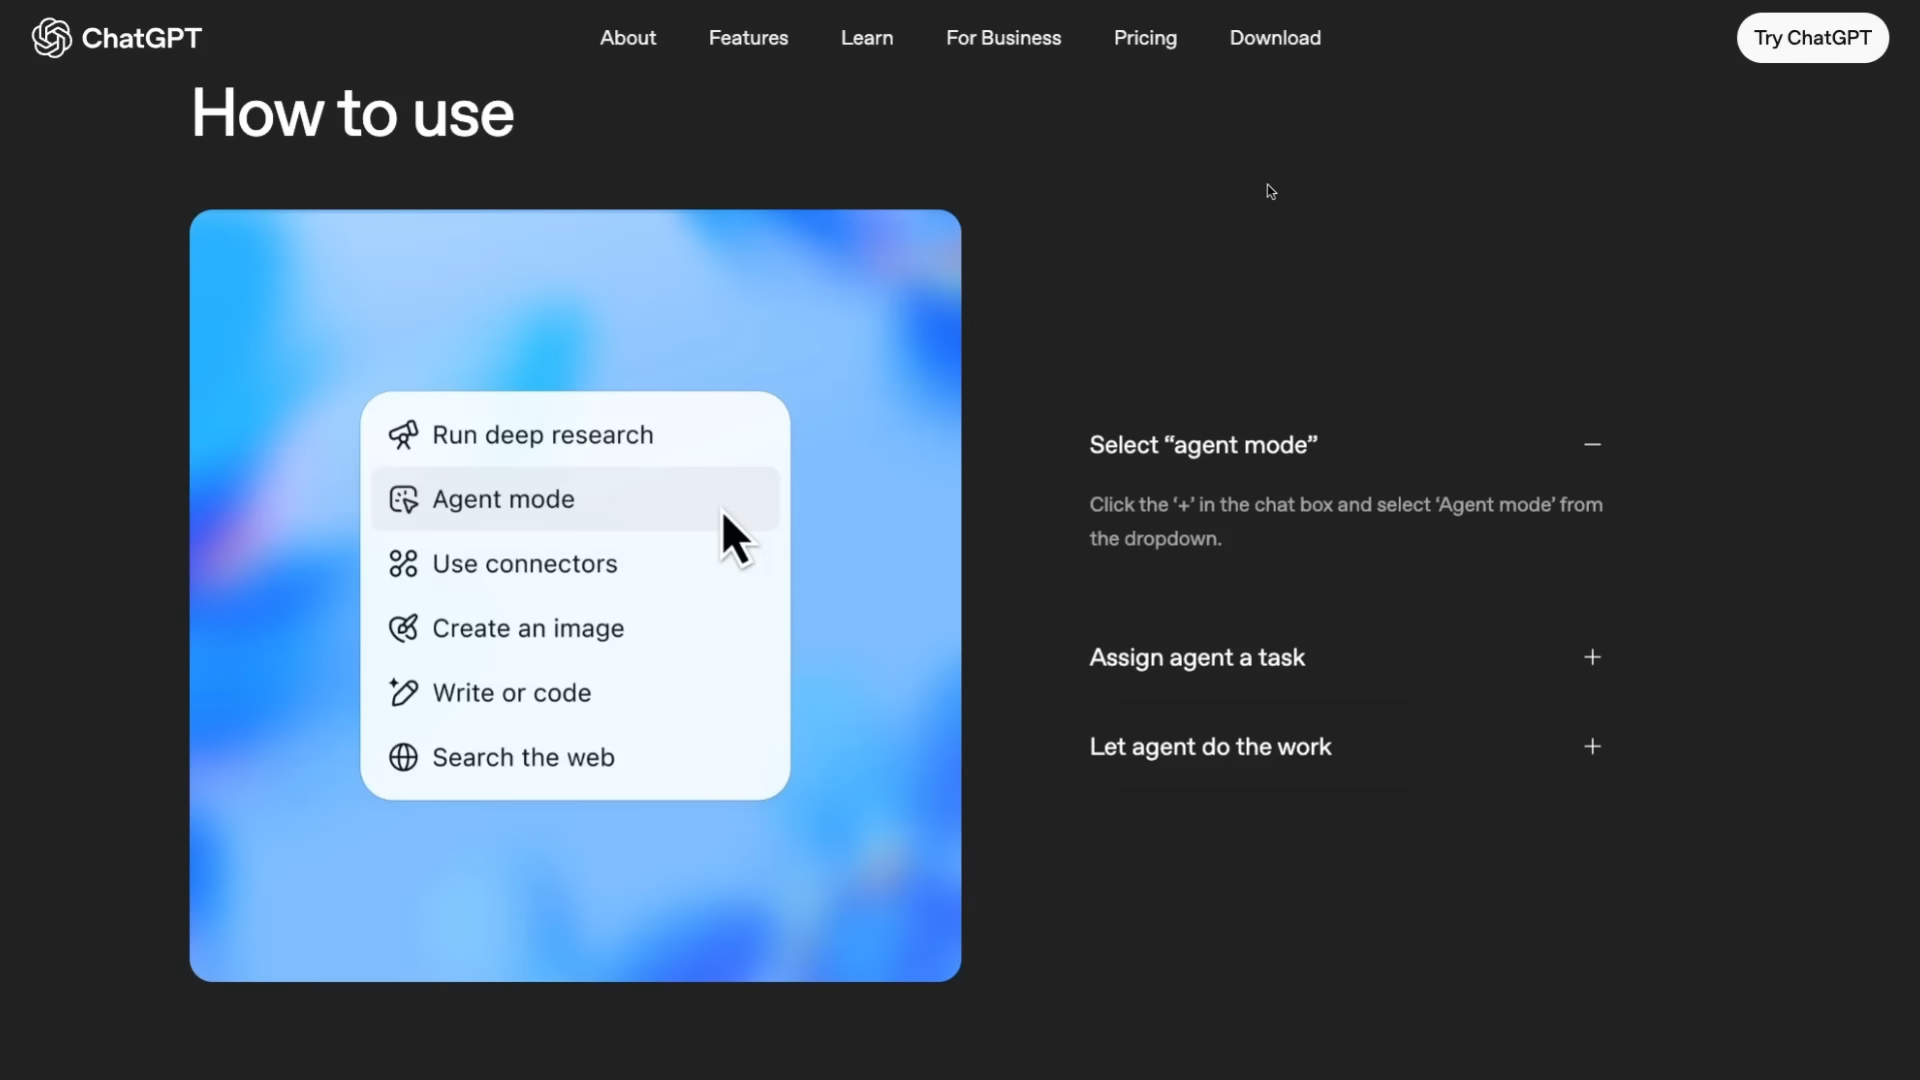 ChatGPT
About
Features
Learn
For Business
Pricing
Download
Try ChatGPT
How to use
Run deep research
Agent mode
Use connectors
Create an image
Write or code
Search the web
Select “agent mode”
Click the ‘+’ in the chat box and select ‘Agent mode’ from
the dropdown.
Assign agent a task
Let agent do the work